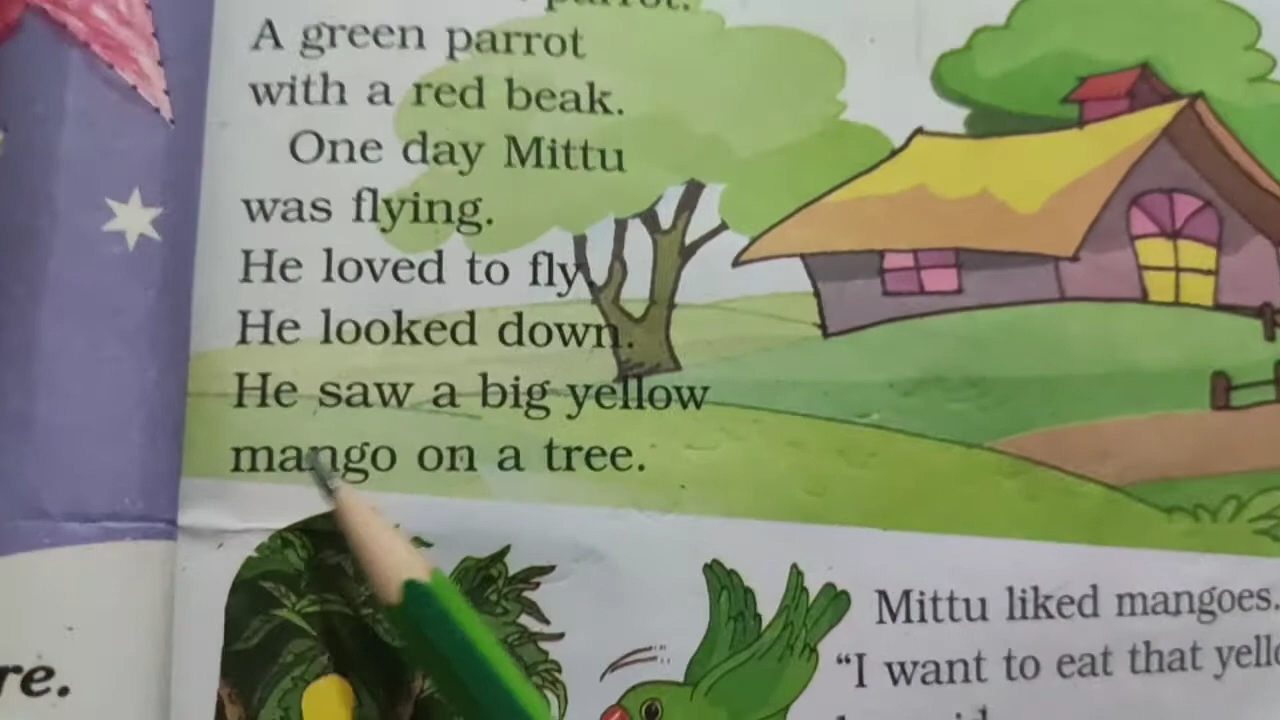 parrot.
A green parrot
with a red beak.
One day Mittu
was flying.
He loved to fly
He looked down.
He saw a big yellow
mango on a tree.
Mittu liked mangoes.
“I want to eat that
re.